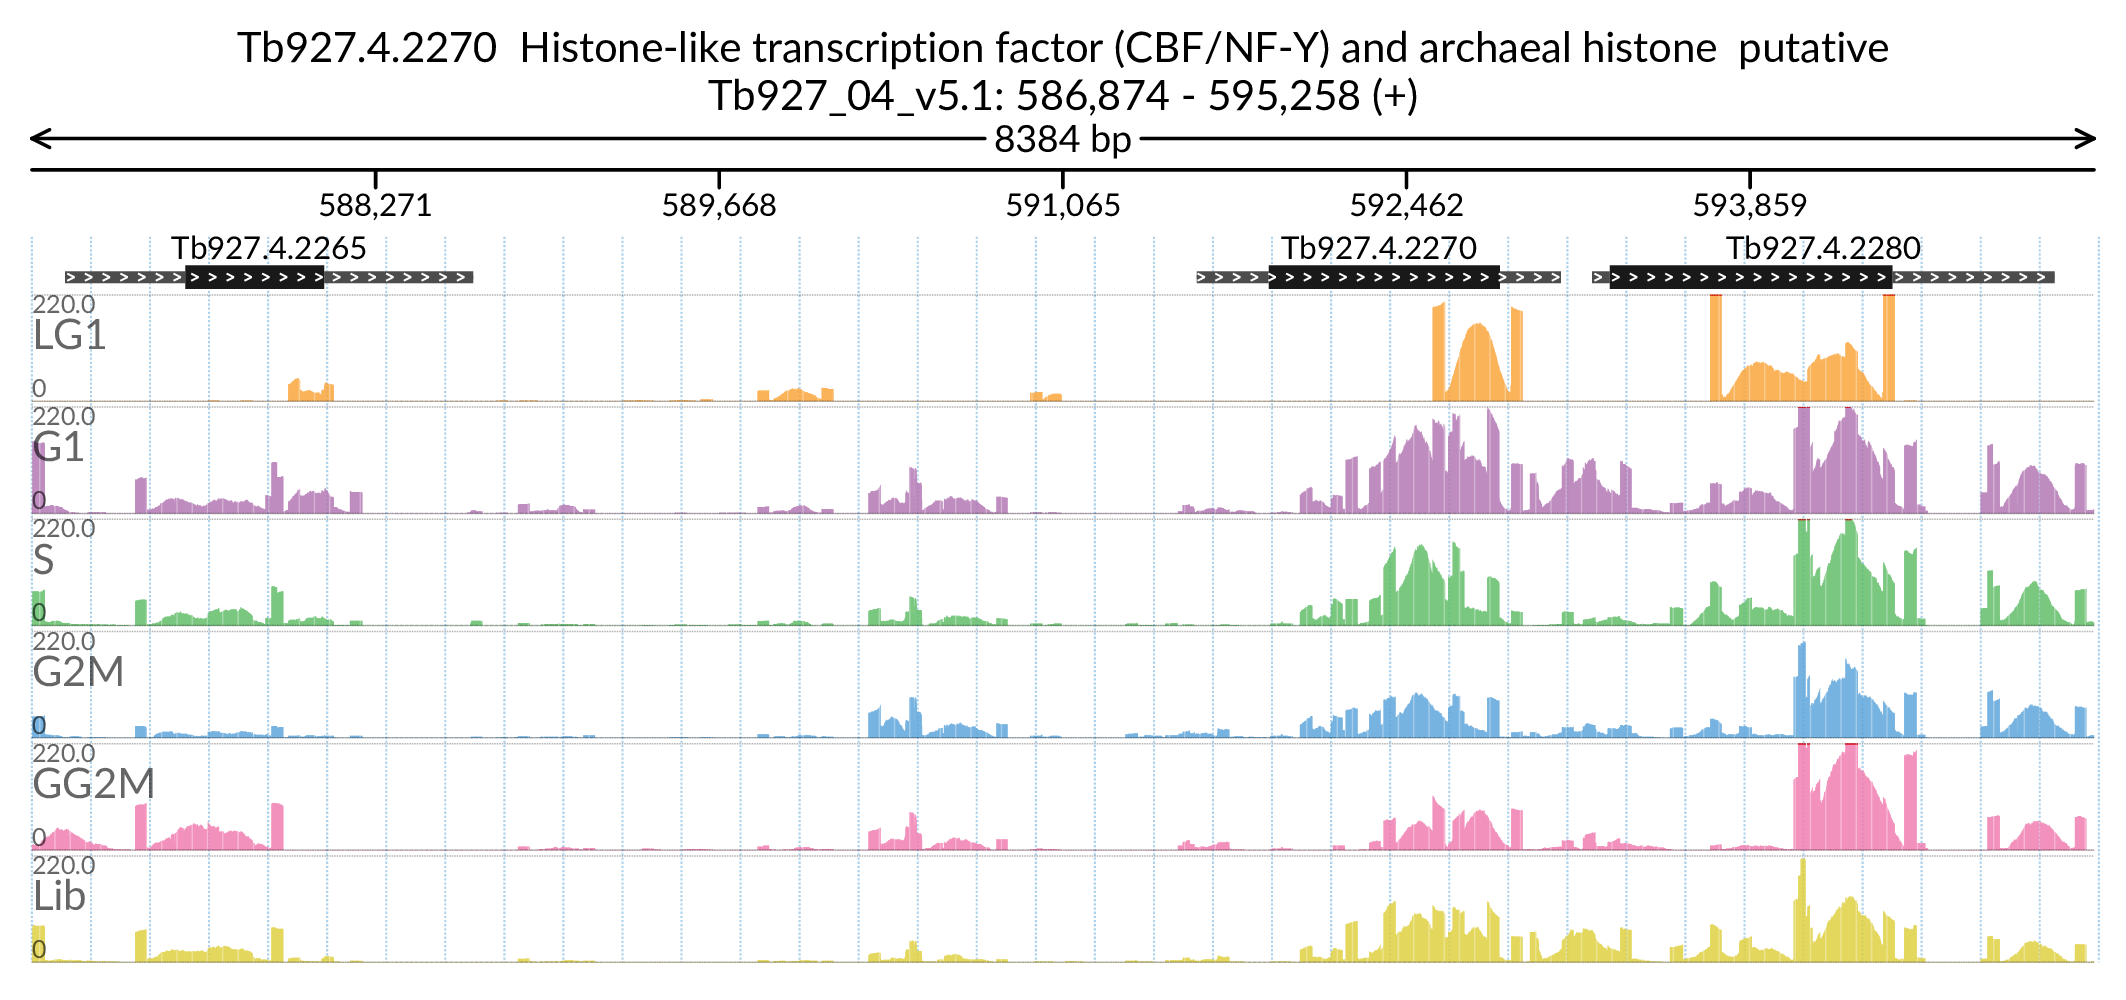 Tb927.4.2270  Histone-like transcription factor (CBF/NF-Y) and archaeal histone  putative
Tb927_04_v5.1: 586,874 - 595,258 (+)
8384 bp
588,271 589,668 591,065 592,462 593,859
Tb927.4.2265 Tb927.4.2270 Tb927.4.2280
220.0
LG1
0
220.0
G1
0
220.0
S
0
220.0
G2M
0
220.0
GG2M
0
220.0
Lib
0